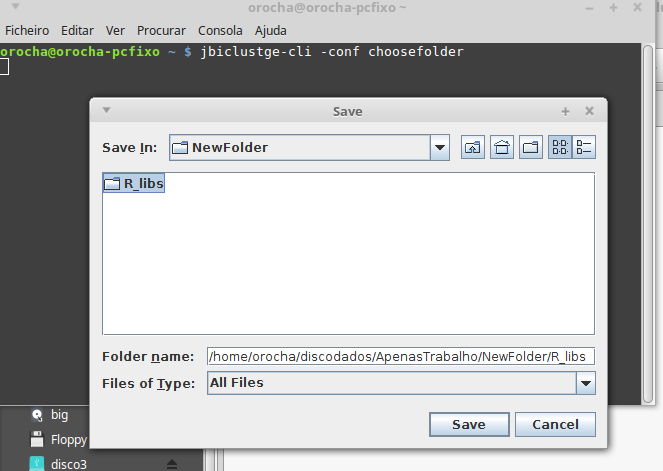 orocha@orocha-pcfixo ~
Ficheiro Editar Ver Procurar Consola Ajuda
orocha@orocha-pcfixo ~ $ jbiclustge-cli -conf choosefolder
Save
Save In: NewFolder
R_libs
Folder name: /home/orocha/discodados/ApenasTrabalho/NewFolder/R_libs
Files of Type: All Files
Save Cancel
big
Floppy
disco3